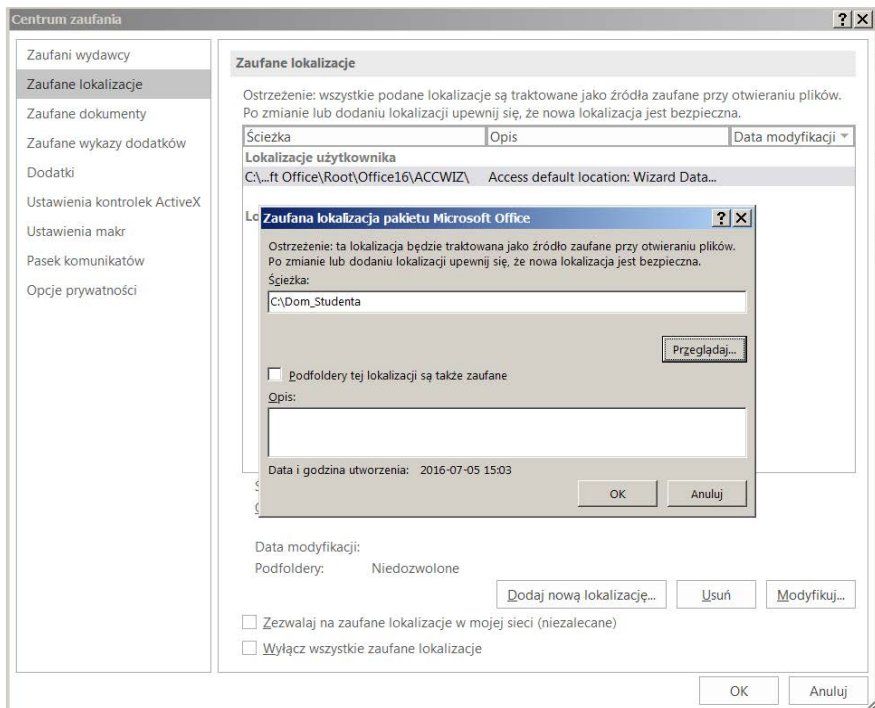 Centrum zaufania
Zaufani wydawcy
Zaufane lokalizacje
Zaufane dokumenty
Zaufane wykazy dodatków
Dodatki
Ustawienia kontrolek ActiveX
Ustawienia makr
Pasek komunikatów
Opcje prywatności
Zaufane lokalizacje
Ostrzeżenie: wszystkie podane lokalizacje są traktowane jako źródła zaufane przy otwieraniu plików.
Po zmianie lub dodaniu lokalizacji upewnij się, że nowa lokalizacja jest bezpieczna.
Ścieżka Opis Data modyfikacji
Lokalizacje użytkownika
C:\...ft Office\Root\Office16\ACCWIZ\ Access default location: Wizard Data...
Zaufana lokalizacja pakietu Microsoft Office
Ostrzeżenie: ta lokalizacja będzie traktowana jako źródło zaufane przy otwieraniu plików.
Po zmianie lub dodaniu lokalizacji upewnij się, że nowa lokalizacja jest bezpieczna.
Ścieżka:
C:\Dom_Studenta
Przeglądaj...
Podfoldery tej lokalizacji są także zaufane
Opis:
Data i godzina utworzenia: 2016-07-05 15:03
OK Anuluj
Data modyfikacji:
Podfoldery: Niedozwolone
Dodaj nową lokalizację... Usuń Modyfikuj...
Zezwalaj na zaufane lokalizacje w mojej sieci (niezalecane)
Wyłącz wszystkie zaufane lokalizacje
OK Anuluj